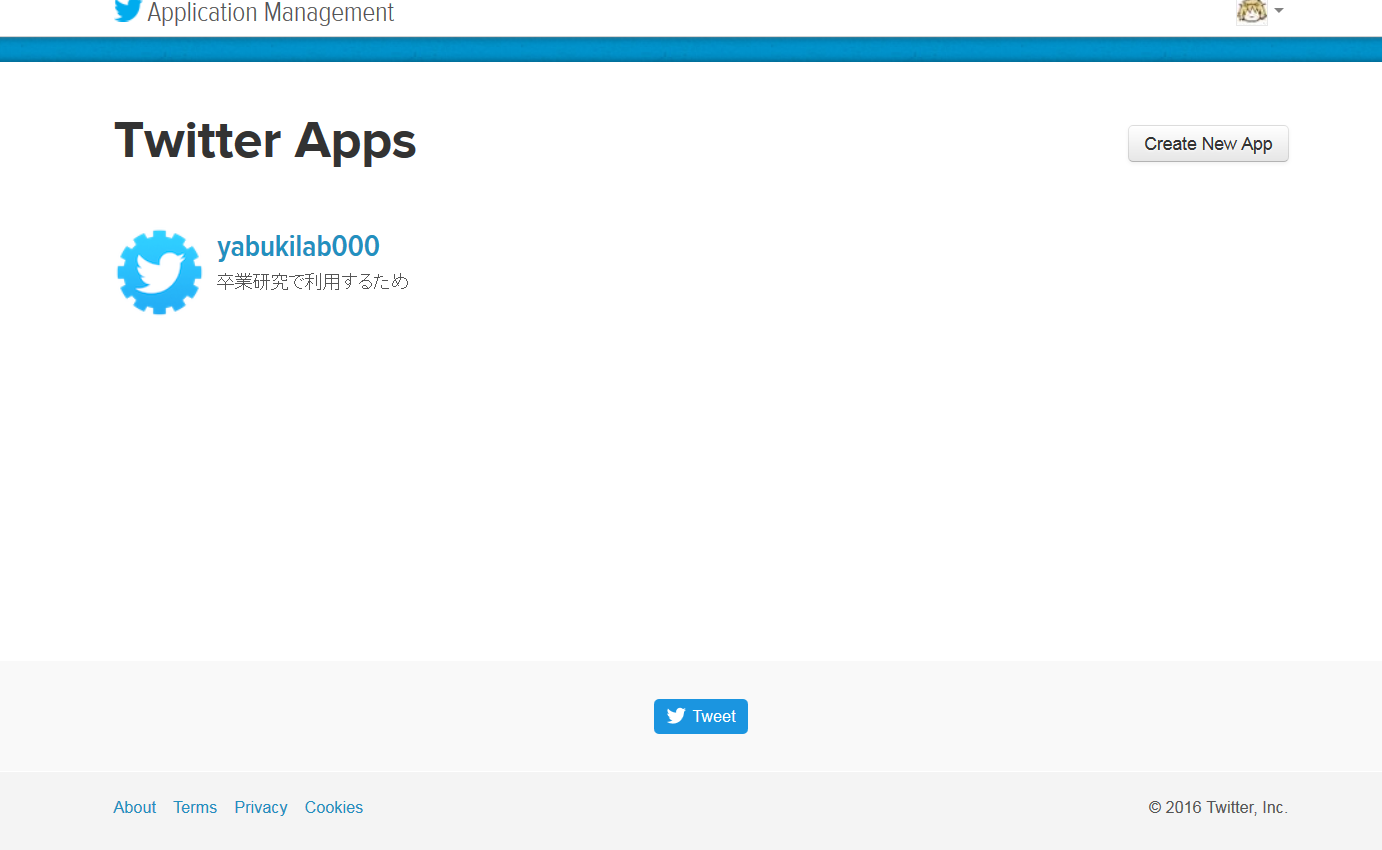 Application Management
Twitter Apps
Create New App
yabukilab000
卒業研究で利用するため
Tweet
About Terms Privacy Cookies
© 2016 Twitter, Inc.